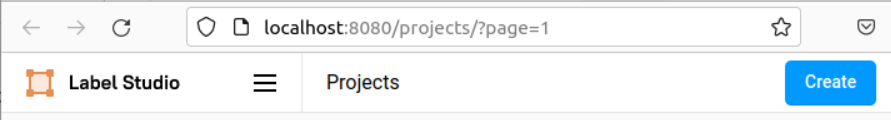 localhost:8080/projects/?page=1
Label Studio Projects Create